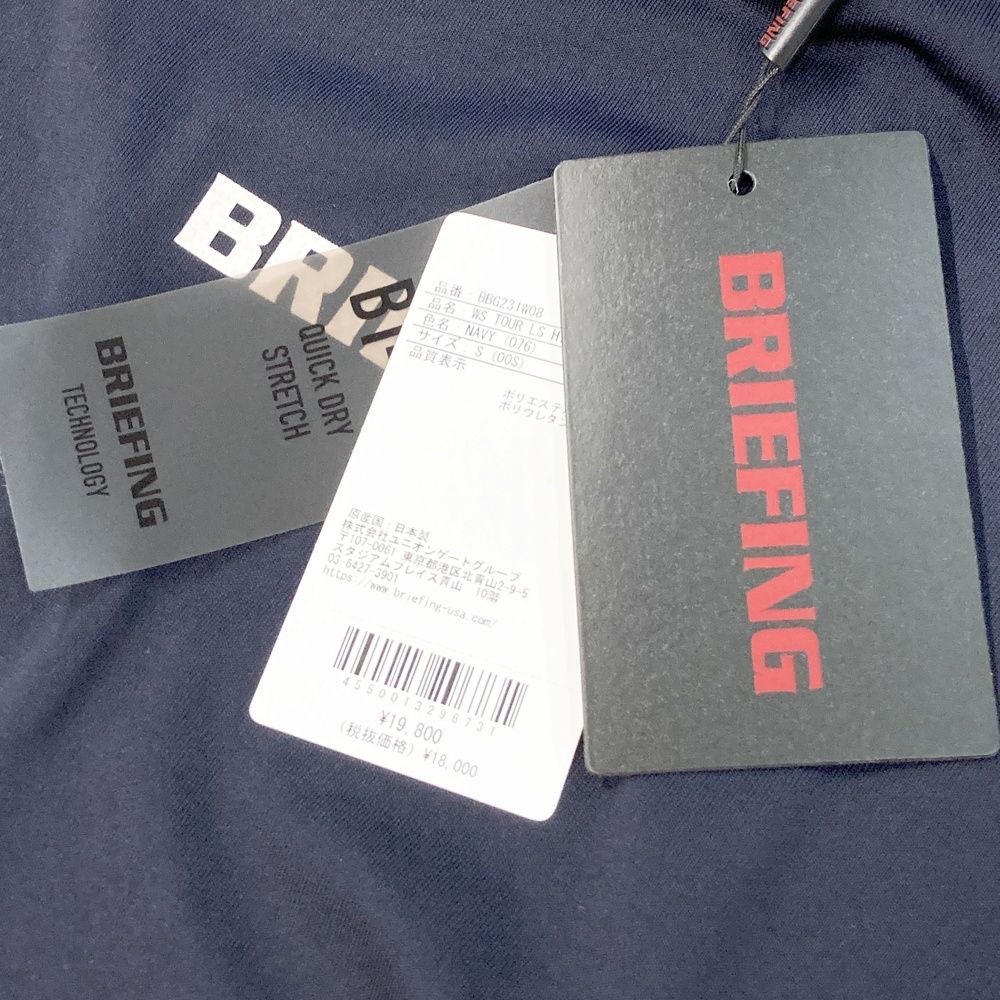 BRIEFING
BRI
BRIEFING
TECHNOLOGY
QUICK DRY
STRETCH
品番 : BBG231W08
品名 : WS TOUR LS H
色名 : NAVY (076)
サイズ : S (00S)
品質表示
ポリエステ
ポリウレタン
原産国 : 日本製
株式会社ユニオンゲートグループ
〒107-0061 東京都港区北青山2-9-5
スタジアムプレイス青山 10階
03-6427-3901
https://www.briefing-usa.com/
4550013296731
¥19,800
(税抜価格) ¥18,000
BRIEFING